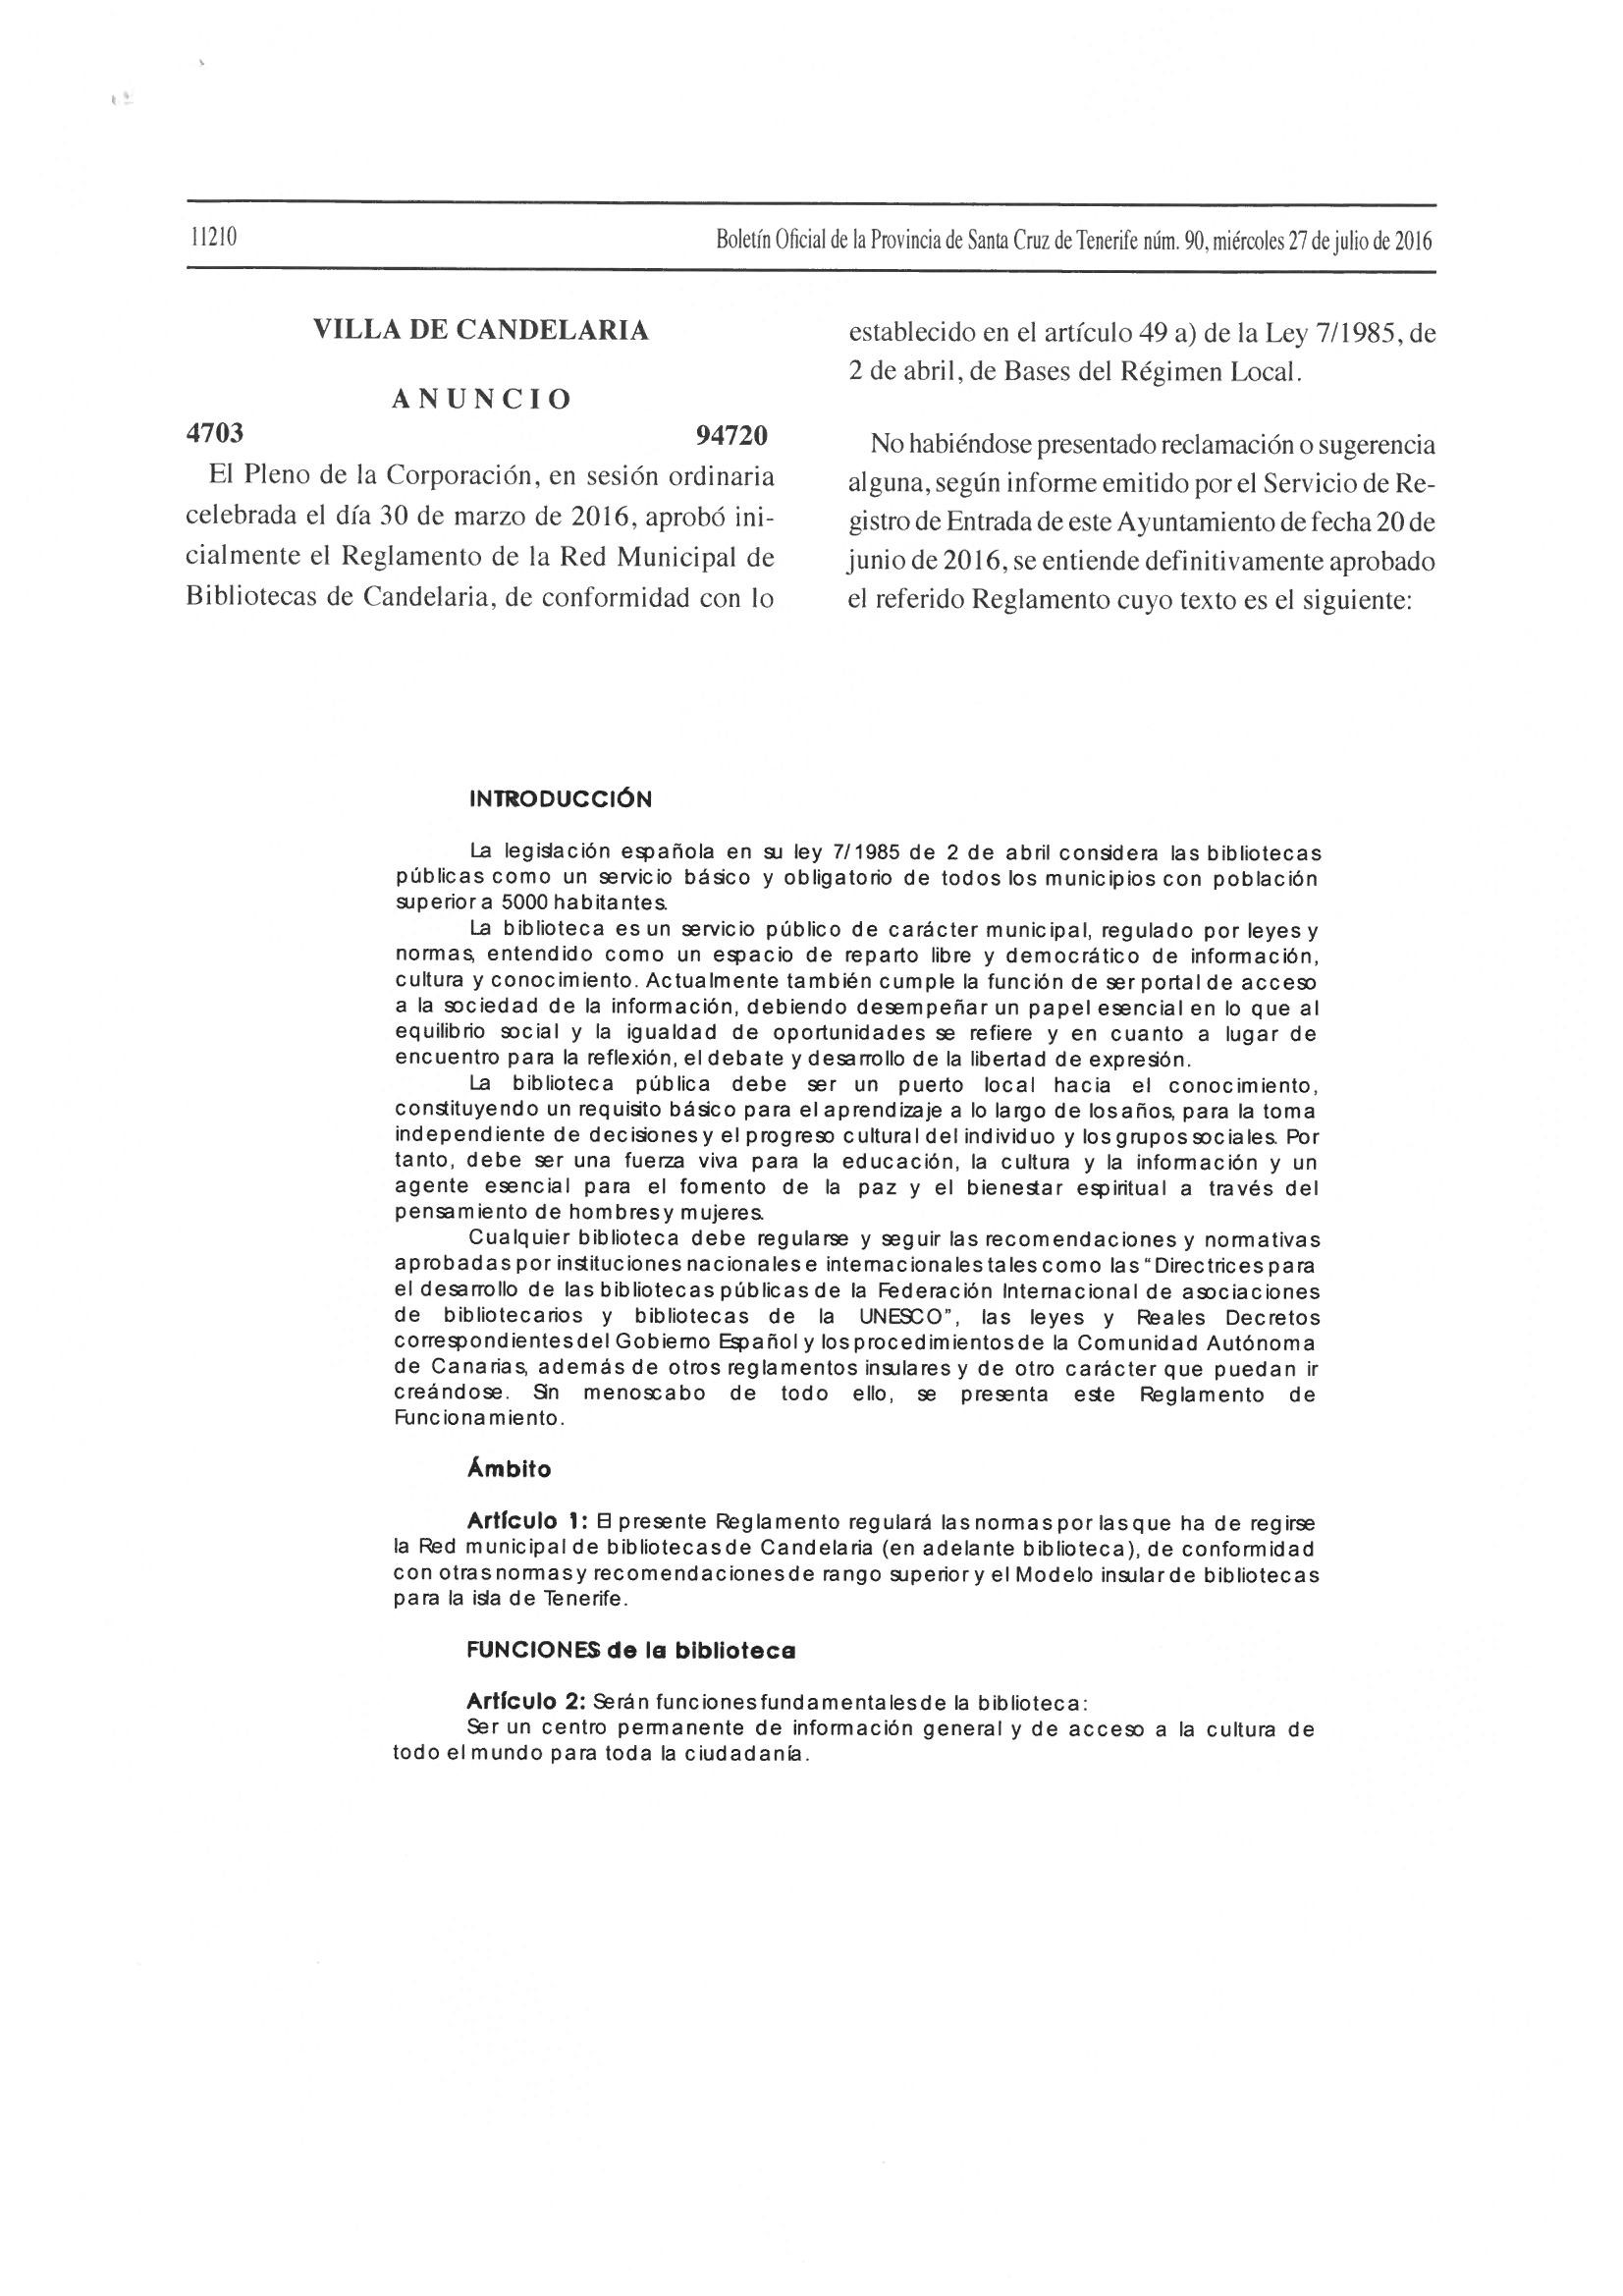 11210
Boletín Oficial de la Provincia de Santa Cruz de Tenerife núm. 90, miércoles 27 de julio de 2016
VILLA DE CANDELARIA
ANUNCIO
4703 94720
El Pleno de la Corporación, en sesión ordinaria
celebrada el día 30 de marzo de 2016, aprobó ini-
cialmente el Reglamento de la Red Municipal de
Bibliotecas de Candelaria, de conformidad con lo
establecido en el artículo 49 a) de la Ley 7/1985, de
2 de abril, de Bases del Régimen Local.
No habiéndose presentado reclamación o sugerencia
alguna, según informe emitido por el Servicio de Re-
gistro de Entrada de este Ayuntamiento de fecha 20 de
junio de 2016, se entiende definitivamente aprobado
el referido Reglamento cuyo texto es el siguiente:
INTRODUCCIÓN
La legislación española en su ley 7/1985 de 2 de abril considera las bibliotecas
públicas como un servicio básico y obligatorio de todos los municipios con población
superior a 5000 habitantes.
La biblioteca es un servicio público de carácter municipal, regulado por leyes y
normas, entendido como un espacio de reparto libre y democrático de información,
cultura y conocimiento. Actualmente también cumple la función de ser portal de acceso
a la sociedad de la información, debiendo desempeñar un papel esencial en lo que al
equilibrio social y la igualdad de oportunidades se refiere y en cuanto a lugar de
encuentro para la reflexión, el debate y desarrollo de la libertad de expresión.
La biblioteca pública debe ser un puerto local hacia el conocimiento,
constituyendo un requisito básico para el aprendizaje a lo largo de los años, para la toma
independiente de decisiones y el progreso cultural del individuo y los grupos sociales. Por
tanto, debe ser una fuerza viva para la educación, la cultura y la información y un
agente esencial para el fomento de la paz y el bienestar espiritual a través del
pensamiento de hombres y mujeres.
Cualquier biblioteca debe regularse y seguir las recomendaciones y normativas
aprobadas por instituciones nacionales e internacionales tales como las "Directrices para
el desarrollo de las bibliotecas públicas de la Federación Internacional de asociaciones
de bibliotecarios y bibliotecas de la UNESCO", las leyes y Reales Decretos
correspondientes del Gobierno Español y los procedimientos de la Comunidad Autónoma
de Canarias, además de otros reglamentos insulares y de otro carácter que puedan ir
creándose. Sin menoscabo de todo ello, se presenta este Reglamento de
Funcionamiento.
Ámbito
Artículo 1: El presente Reglamento regulará las normas por las que ha de regirse
la Red municipal de bibliotecas de Candelaria (en adelante biblioteca), de conformidad
con otras normas y recomendaciones de rango superior y el Modelo insular de bibliotecas
para la isla de Tenerife.
FUNCIONES de la biblioteca
Artículo 2: Serán funciones fundamentales de la biblioteca:
Ser un centro permanente de información general y de acceso a la cultura de
todo el mundo para toda la ciudadanía.